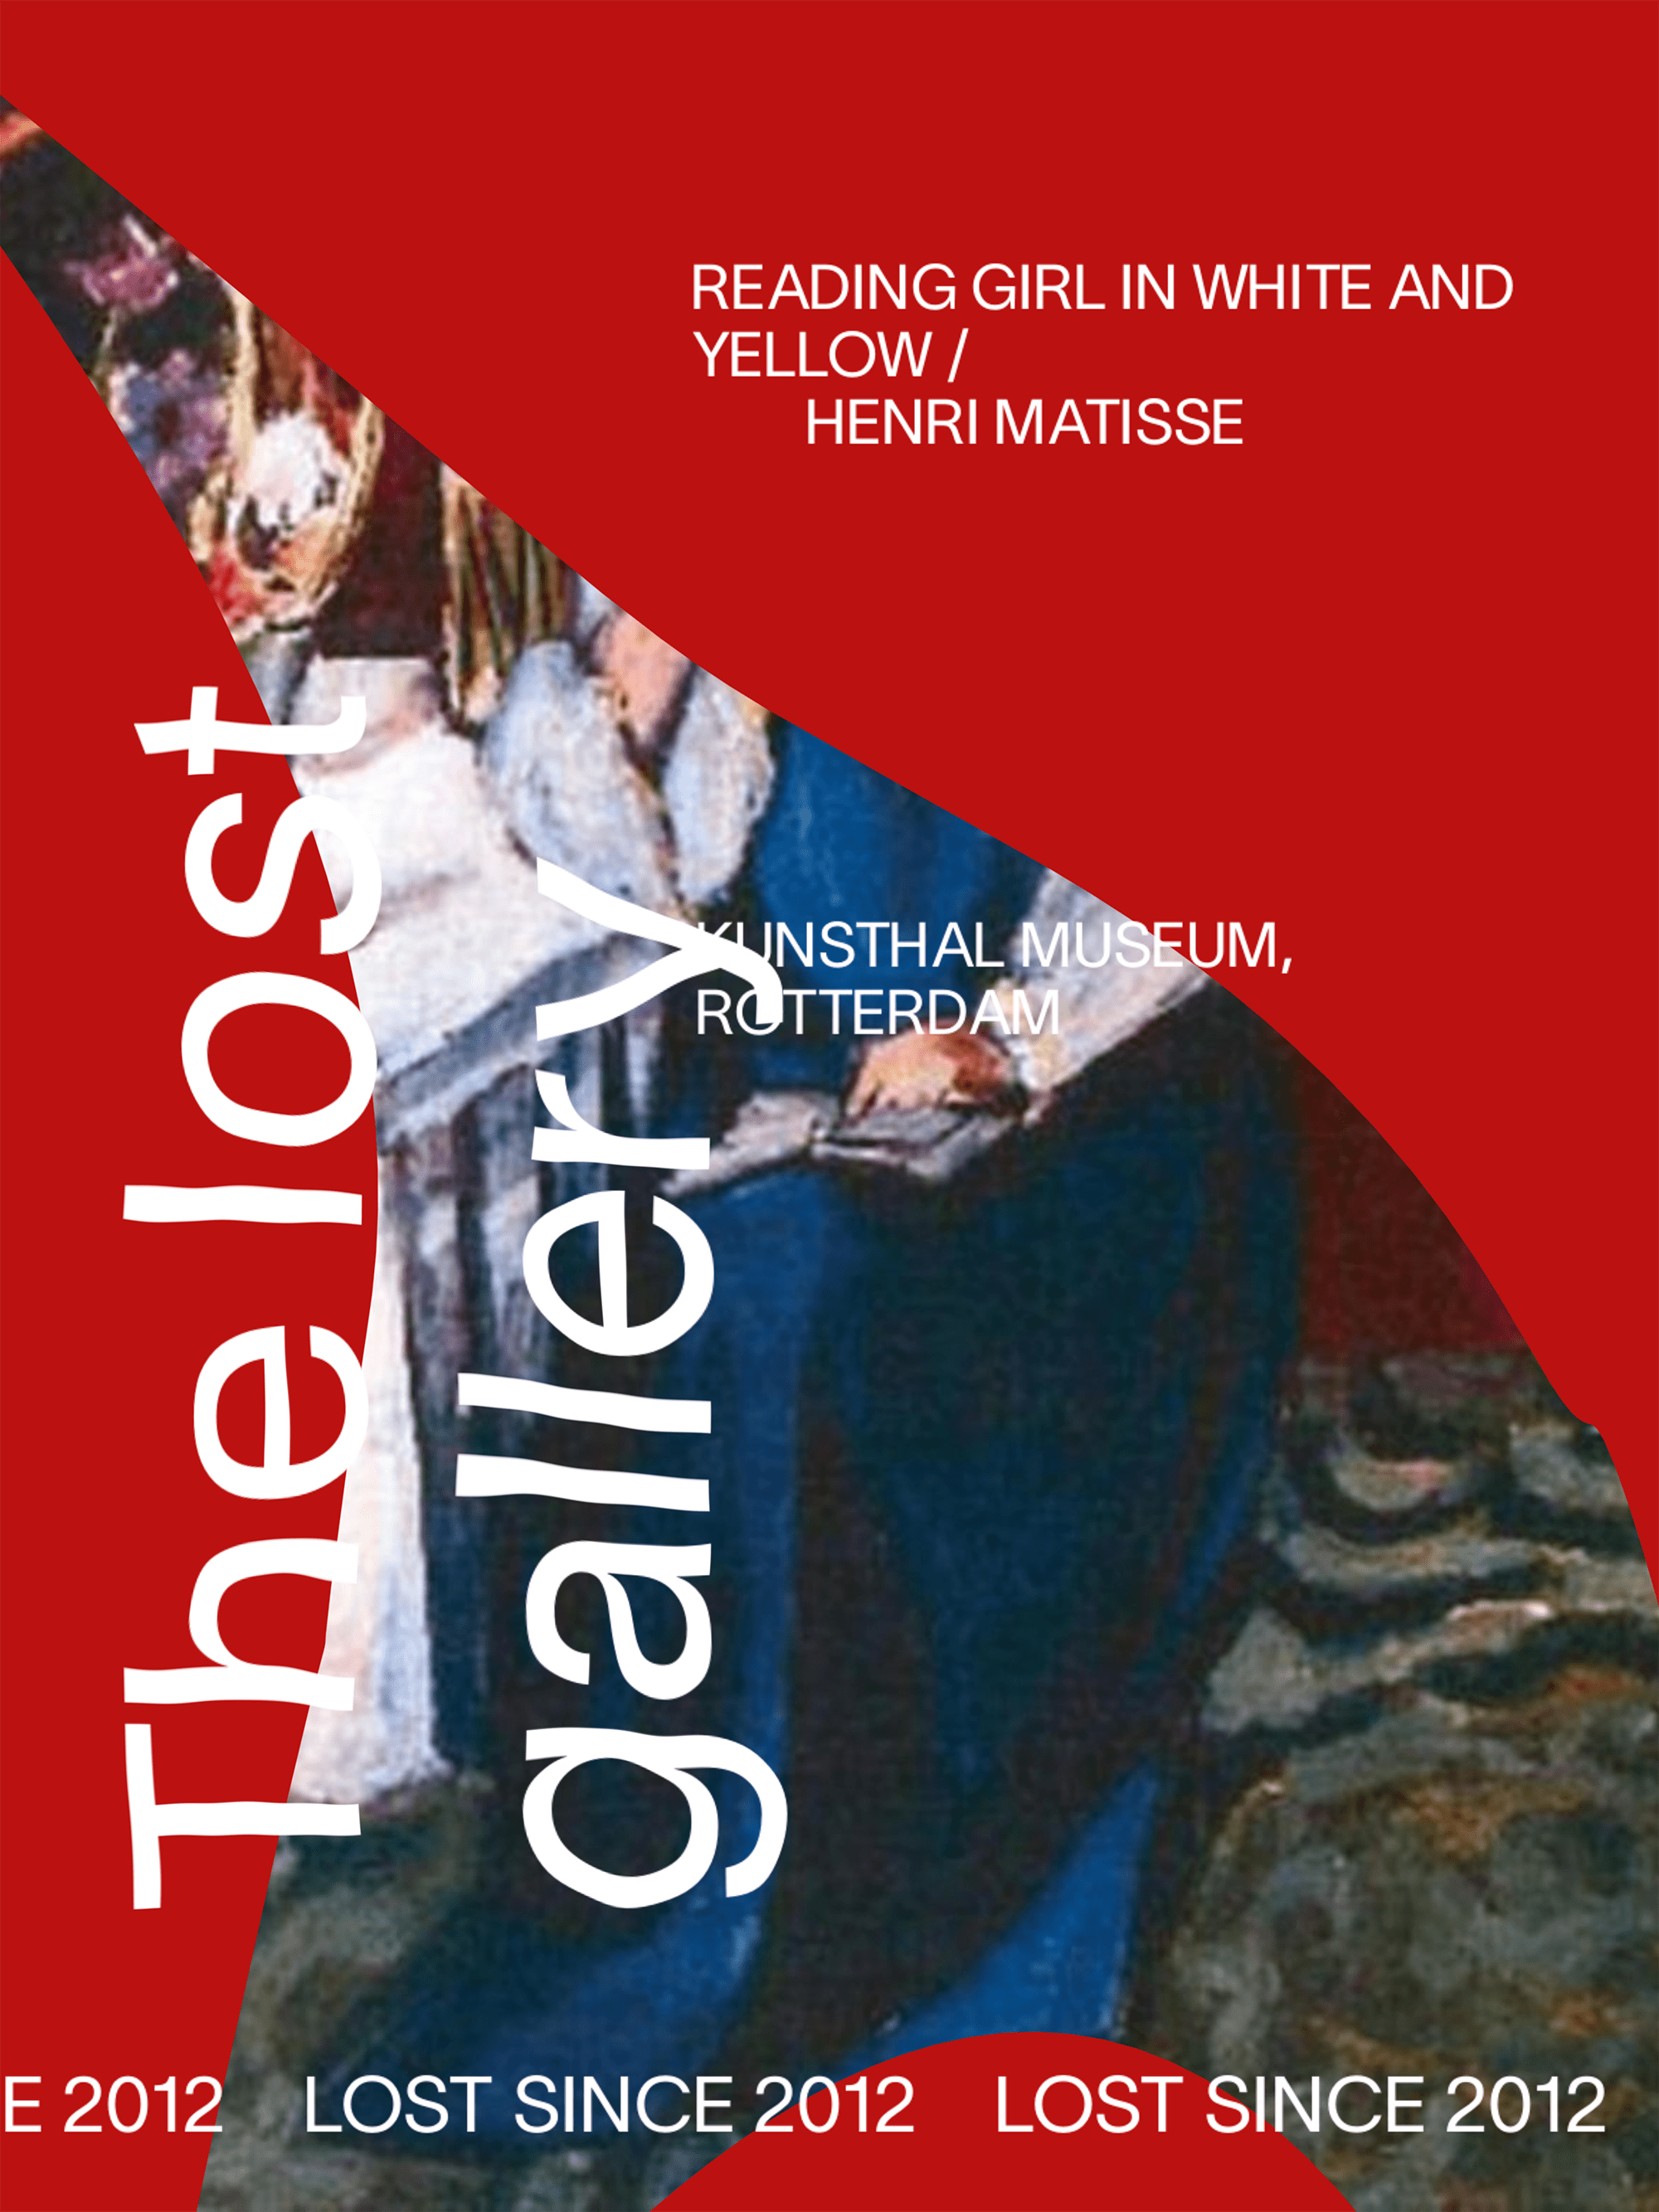 READING GIRL IN WHITE AND
YELLOW /
HENRI MATISSE
The lost
gallery
KUNSTHAL MUSEUM,
ROTTERDAM
E 2012 LOST SINCE 2012 LOST SINCE 2012